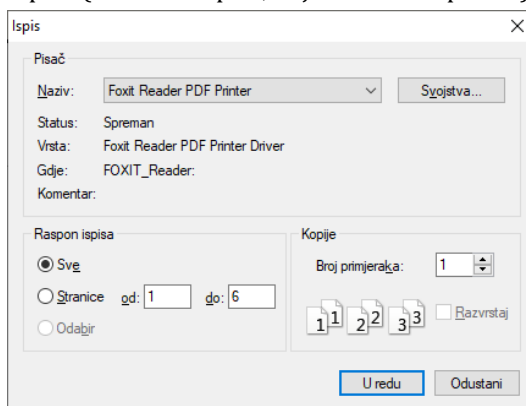 Ispis
Pisač
Naziv: Foxit Reader PDF Printer Svojstva...
Status: Spreman
Vrsta: Foxit Reader PDF Printer Driver
Gdje: FOXIT_Reader:
Komentar:
Raspon ispisa
Sve
Stranice od: 1 do: 6
Odabir
Kopije
Broj primjeraka: 1
1 1 2 2 3 3 Razvrstaj
U redu Odustani